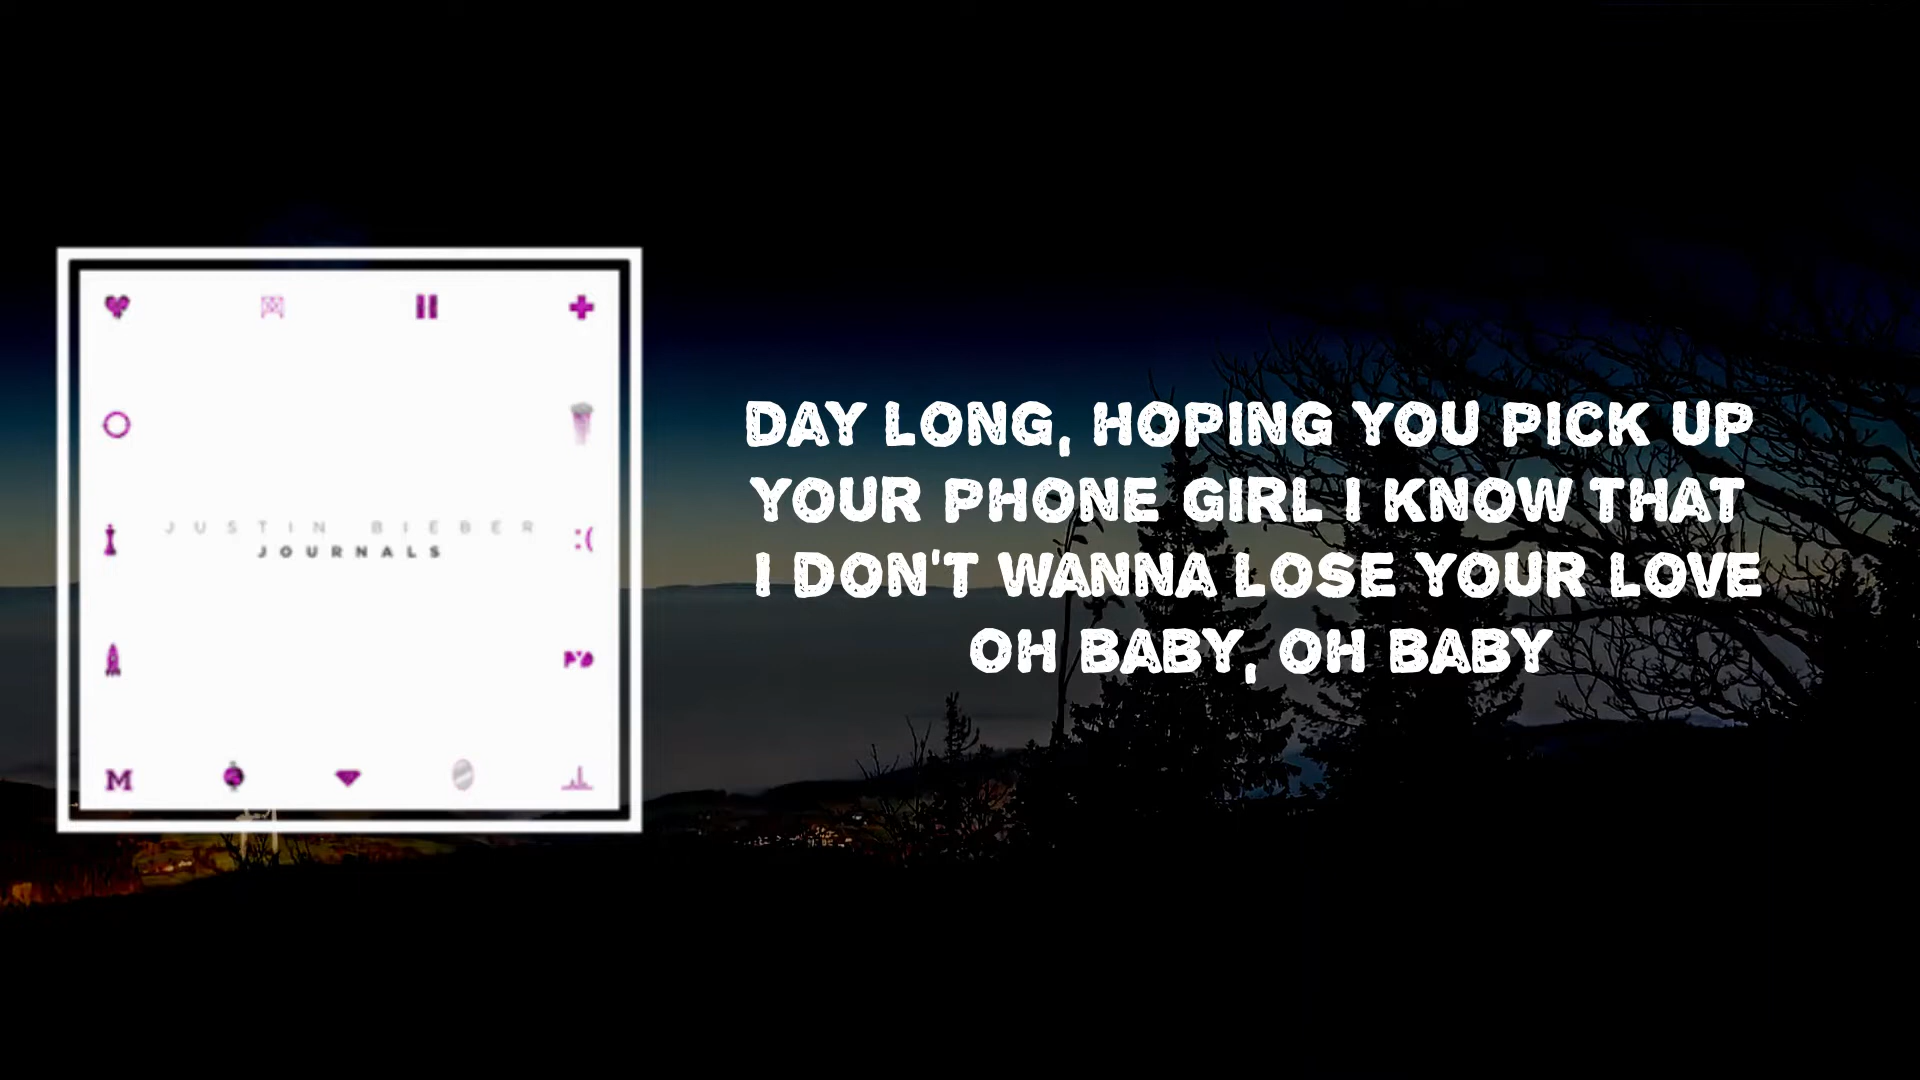 JUSTIN BIEBER
JOURNALS
:(
M
DAY LONG, HOPING YOU PICK UP
YOUR PHONE GIRL I KNOW THAT
I DON'T WANNA LOSE YOUR LOVE
OH BABY, OH BABY